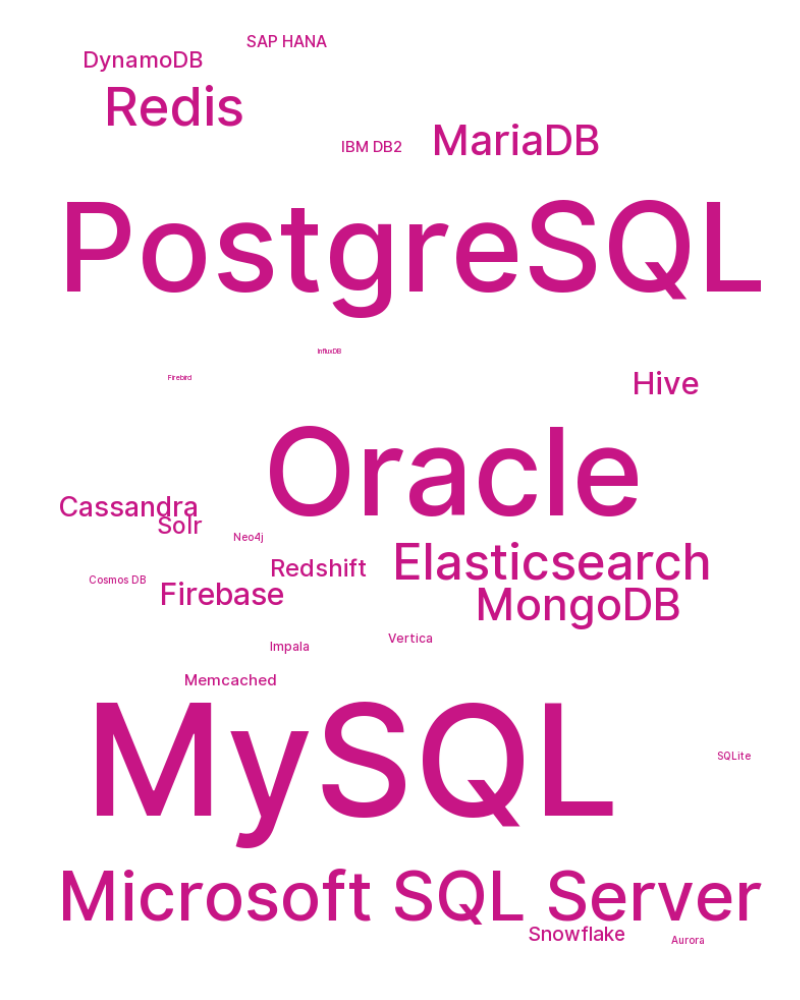 SAP HANA
DynamoDB
Redis
MariaDB
IBM DB2
PostgreSQL
InfluxDB
Firebird
Hive
Oracle
Cassandra
Solr
Neo4j
Elasticsearch
Redshift
Cosmos DB
Firebase
MongoDB
Vertica
Impala
Memcached
MySQL
SQLite
Microsoft SQL Server
Snowflake
Aurora